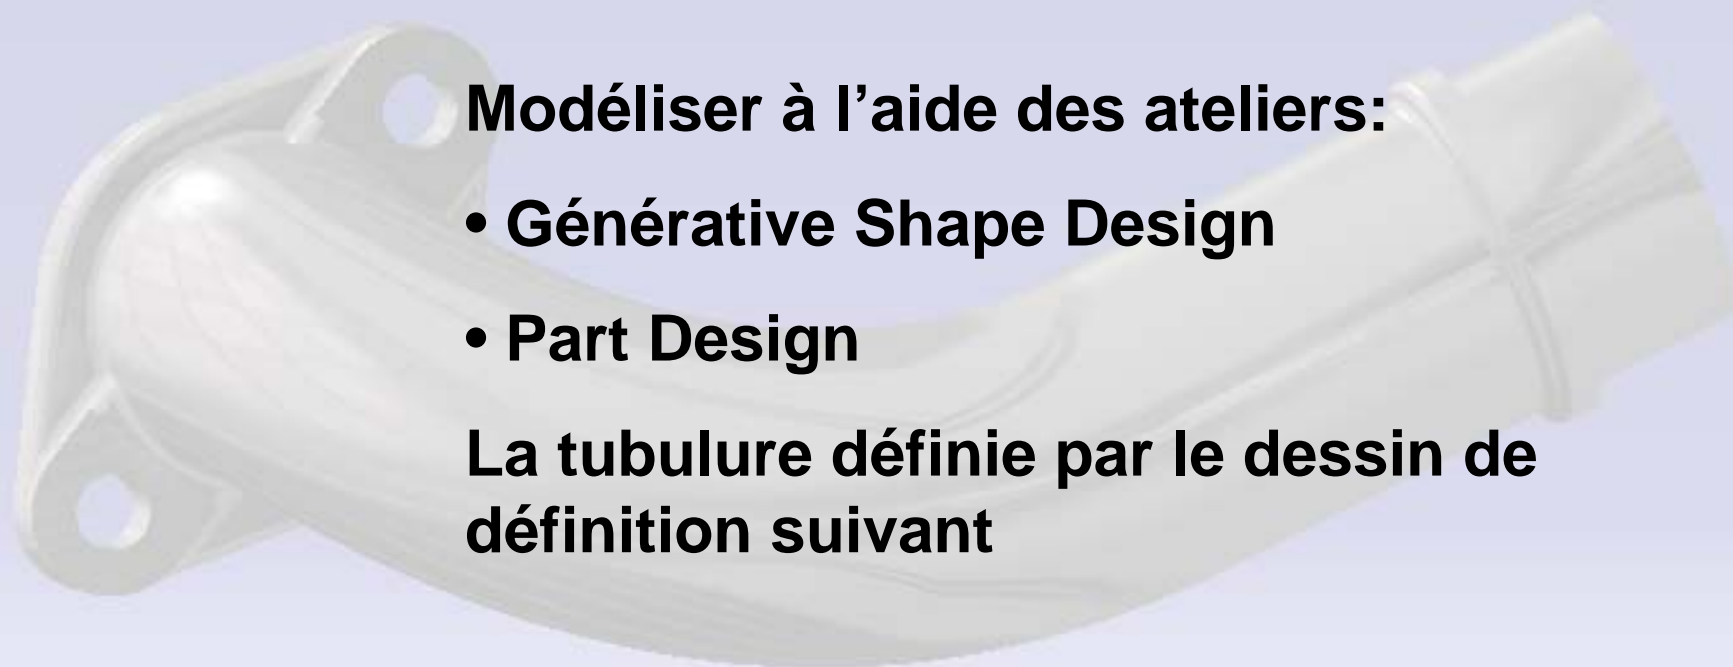 Modéliser à l’aide des ateliers:
• Générative Shape Design
• Part Design
La tubulure définie par le dessin de
définition suivant